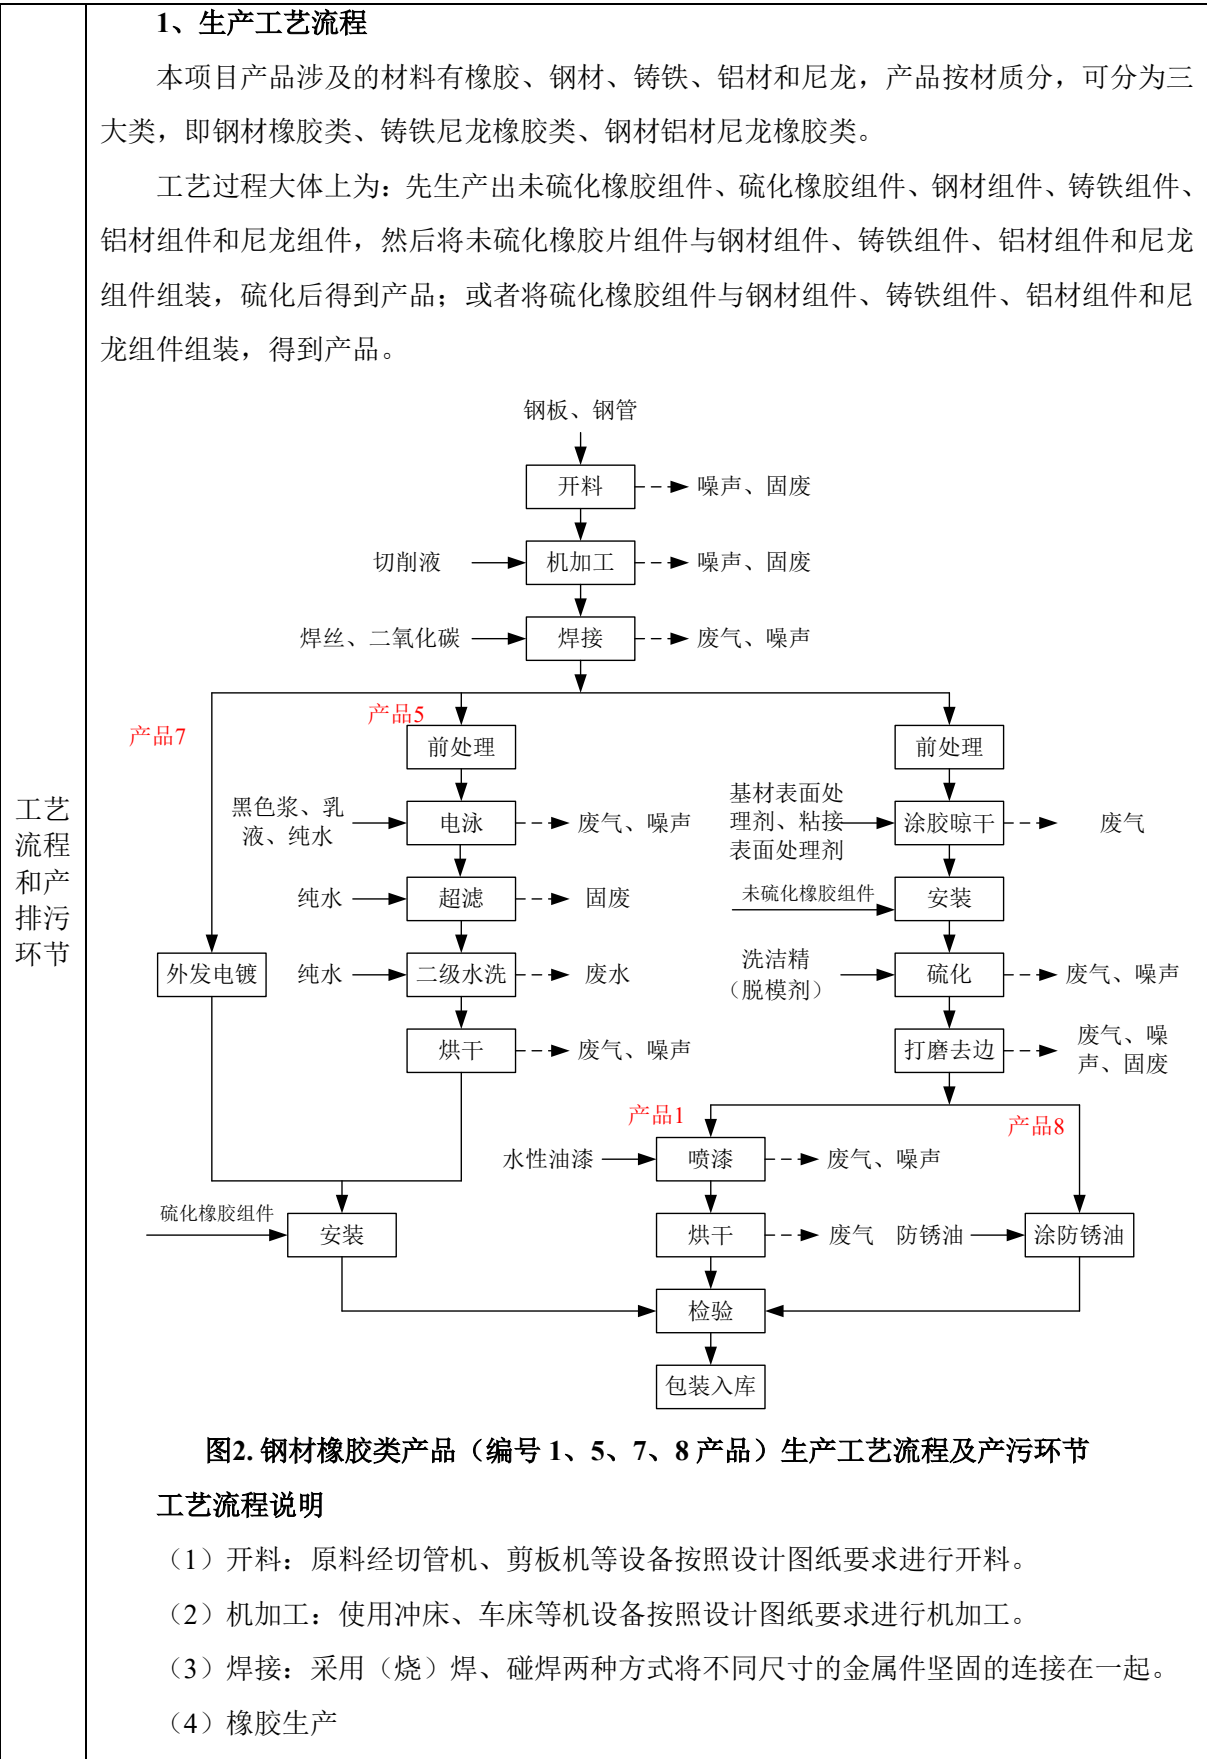 1、生产工艺流程
本项目产品涉及的材料有橡胶、钢材、铸铁、铝材和尼龙，产品按材质分，可分为三
大类，即钢材橡胶类、铸铁尼龙橡胶类、钢材铝材尼龙橡胶类。
工艺过程大体上为：先生产出未硫化橡胶组件、硫化橡胶组件、钢材组件、铸铁组件、
铝材组件和尼龙组件，然后将未硫化橡胶片组件与钢材组件、铸铁组件、铝材组件和尼龙
组件组装，硫化后得到产品；或者将硫化橡胶组件与钢材组件、铸铁组件、铝材组件和尼
龙组件组装，得到产品。
钢板、钢管
开料
噪声、固废
切削液
机加工
噪声、固废
焊丝、二氧化碳
焊接
废气、噪声
产品7
产品5
前处理
前处理
黑色浆、乳
液、纯水
电泳
废气、噪声
基材表面处
理剂、粘接
表面处理剂
涂胶晾干
废气
纯水
超滤
固废
未硫化橡胶组件
安装
外发电镀
纯水
二级水洗
废水
洗洁精
（脱模剂）
硫化
废气、噪声
烘干
废气、噪声
打磨去边
废气、噪
声、固废
产品1
产品8
水性油漆
喷漆
废气、噪声
硫化橡胶组件
安装
烘干
废气
防锈油
涂防锈油
检验
包装入库
图2. 钢材橡胶类产品（编号 1、5、7、8 产品）生产工艺流程及产污环节
工艺流程说明
（1）开料：原料经切管机、剪板机等设备按照设计图纸要求进行开料。
（2）机加工：使用冲床、车床等机设备按照设计图纸要求进行机加工。
（3）焊接：采用（烧）焊、碰焊两种方式将不同尺寸的金属件坚固的连接在一起。
（4）橡胶生产
工艺
流程
和产
排污
环节